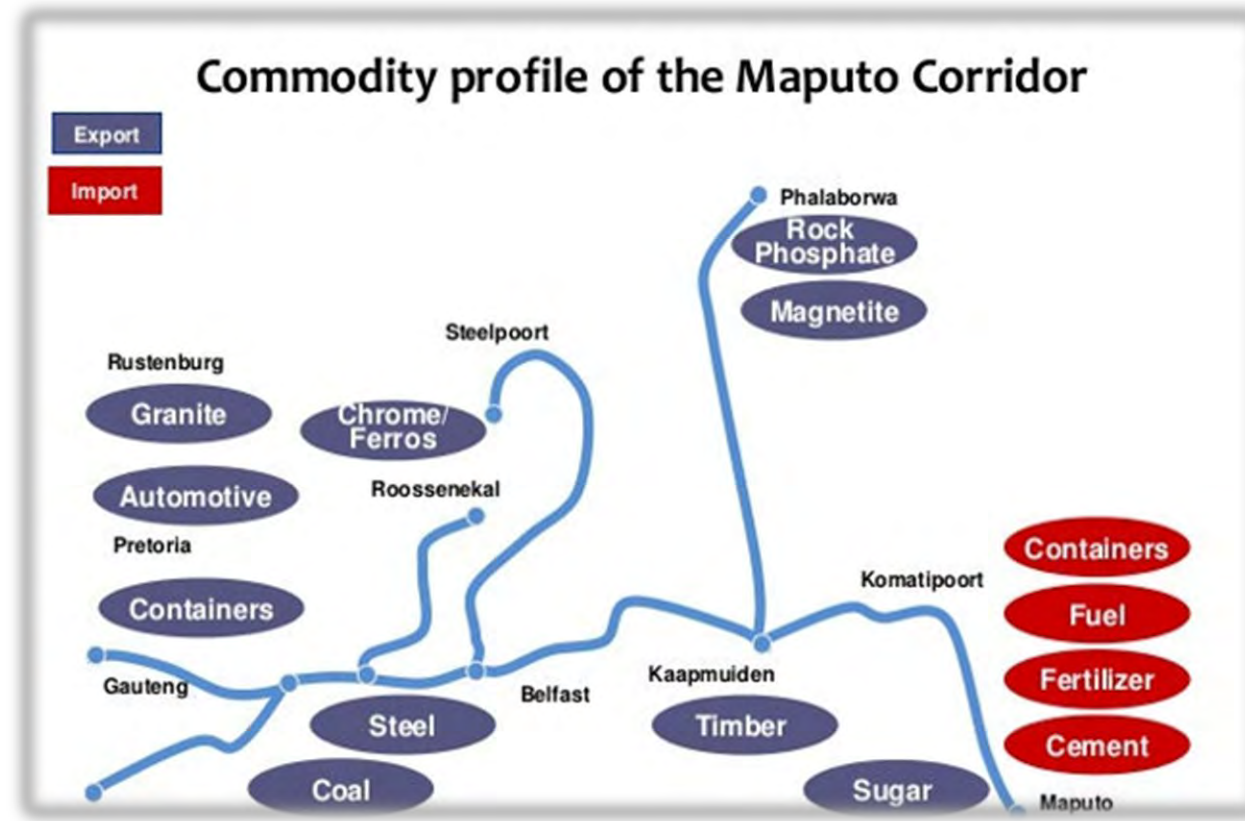 Commodity profile of the Maputo Corridor
Export
Import
Phalaborwa
Rock
Phosphate
Magnetite
Steelpoort
Rustenburg
Granite
Chrome/
Ferros
Roossenekal
Automotive
Pretoria
Containers
Containers
Komatipoort
Fuel
Fertilizer
Gauteng
Kaapmuiden
Belfast
Steel
Timber
Cement
Coal
Sugar
Maputo